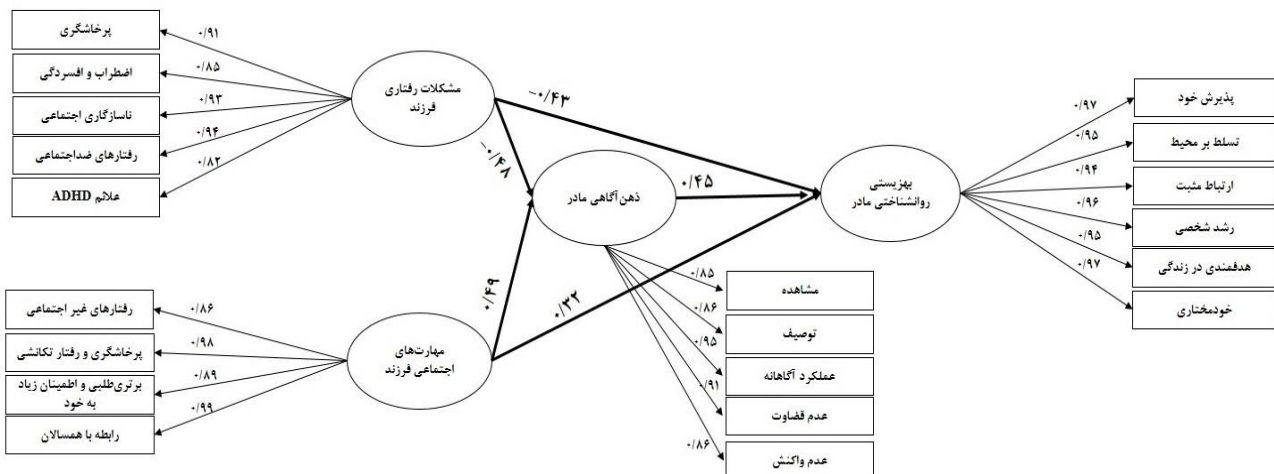 پرخاشگری
۰/۹۱
اضطراب و افسردگی
۰/۸۵
ناسازگاری اجتماعی
۰/۹۳
رفتارهای ضداجتماعی
۰/۹۴
علائم ADHD
۰/۸۲
مشکلات رفتاری
فرزند
-۰/۴۳
-۰/۴۸
ذهن‌آگاهی مادر
۰/۴۵
بهزیستی
روانشناختی مادر
۰/۹۷
پذیرش خود
۰/۹۵
تسلط بر محیط
۰/۹۴
ارتباط مثبت
۰/۹۶
رشد شخصی
۰/۹۵
هدفمندی در زندگی
۰/۹۷
خودمختاری
رفتارهای غیر اجتماعی
۰/۸۶
پرخاشگری و رفتار تکانشی
۰/۹۸
برتری‌طلبی و اطمینان زیاد
به خود
۰/۸۹
رابطه با همسالان
۰/۹۹
مهارت‌های
اجتماعی فرزند
۰/۴۹
۰/۳۲
۰/۸۵
مشاهده
۰/۸۶
توصیف
۰/۹۵
عملکرد آگاهانه
۰/۹۱
عدم قضاوت
۰/۸۶
عدم واکنش